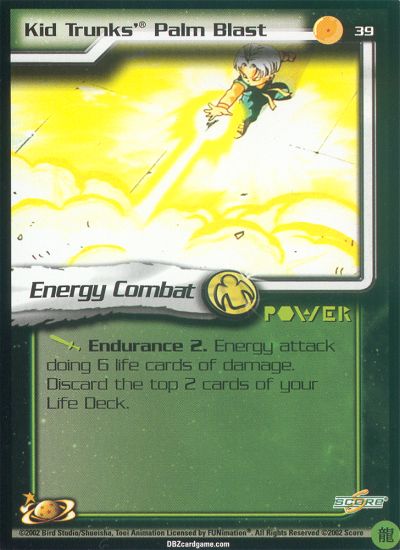 Kid Trunks'® Palm Blast
39
Energy Combat
POWER
Endurance 2. Energy attack
doing 6 life cards of damage.
Discard the top 2 cards of your
Life Deck.
SCORE
©2002 Bird Studio/Shueisha, Toei Animation Licensed by FUNimation®. All Rights Reserved ©2002 Score
DBZcardgame.com
龍